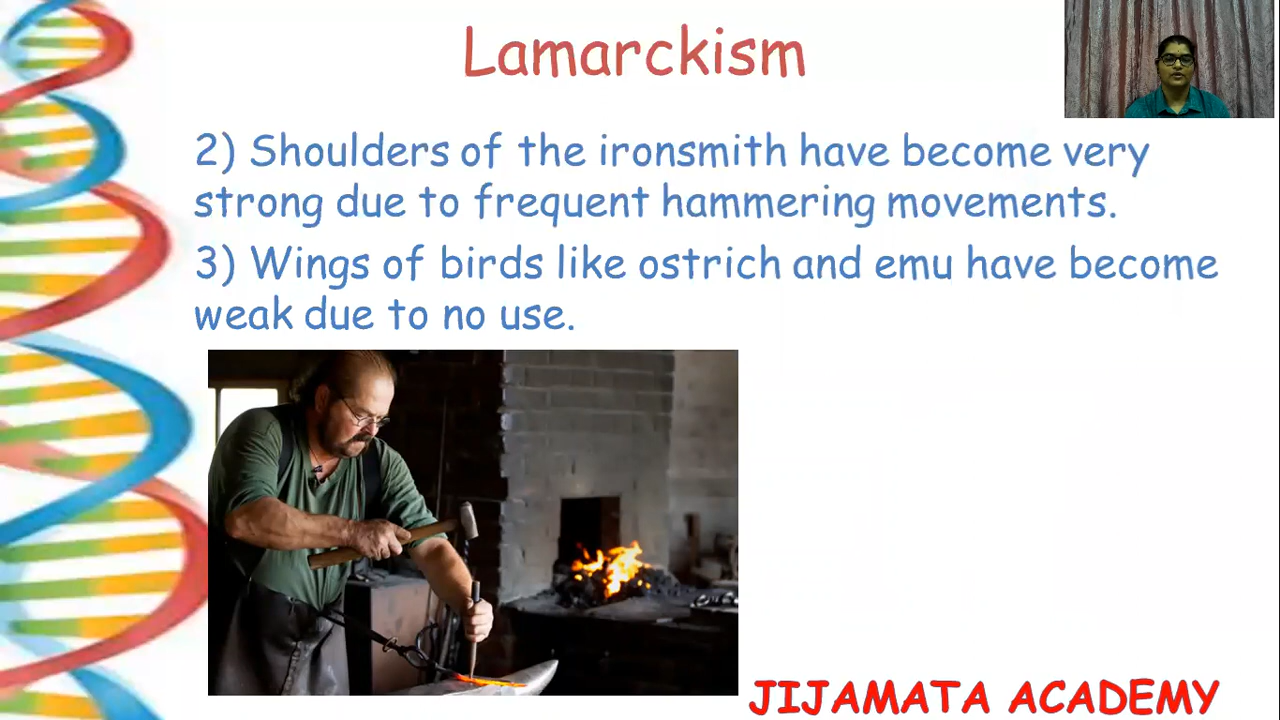 Lamarckism
2) Shoulders of the ironsmith have become very
strong due to frequent hammering movements.
3) Wings of birds like ostrich and emu have become
weak due to no use.
JIJAMATA ACADEMY